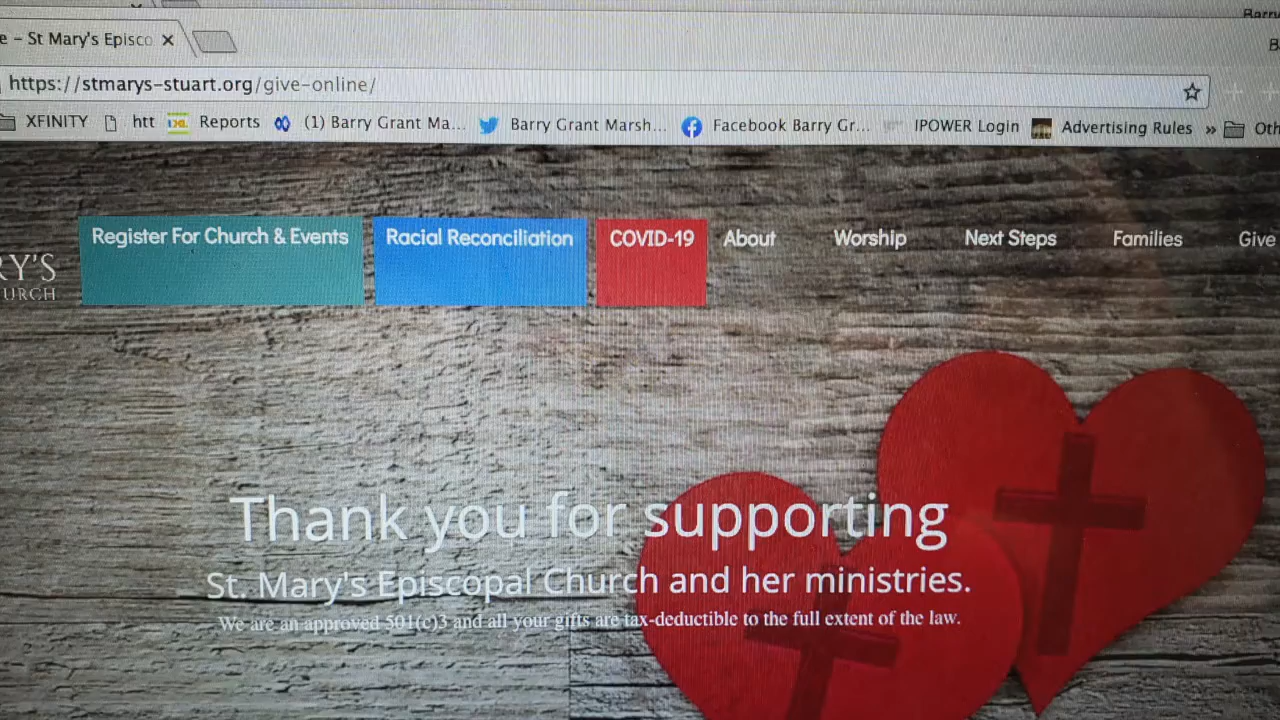 Barry
e – St Mary's Episco
B
https://stmarys-stuart.org/give-online/
XFINITY htt Reports (1) Barry Grant Ma... Barry Grant Marsh... Facebook Barry Gr... IPOWER Login Advertising Rules » Oth
Register For Church & Events Racial Reconciliation COVID-19 About Worship Next Steps Families Give
RY'S
URCH
Thank you for supporting
St. Mary's Episcopal Church and her ministries.
We are an approved 501(c)3 and all your gifts are tax-deductible to the full extent of the law.